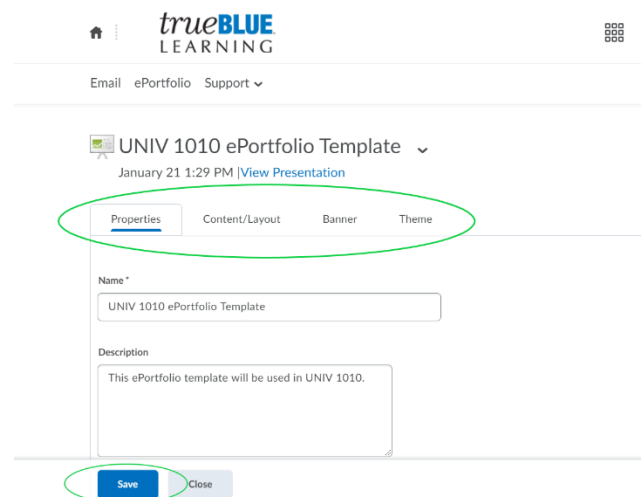 trueBLUE
LEARNING
Email ePortfolio Support
UNIV 1010 ePortfolio Template
January 21 1:29 PM |View Presentation
Properties Content/Layout Banner Theme
Name *
UNIV 1010 ePortfolio Template
Description
This ePortfolio template will be used in UNIV 1010.
Save Close